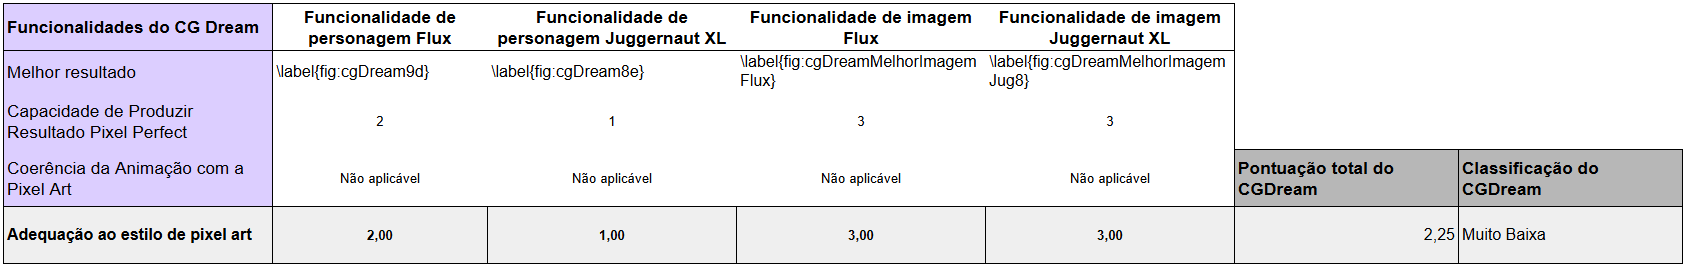 Funcionalidades do CG Dream
Funcionalidade de
personagem Flux
Funcionalidade de
personagem Juggernaut XL
Funcionalidade de imagem
Flux
Funcionalidade de imagem
Juggernaut XL
Melhor resultado
\label{fig:cgDream9d}
\label{fig:cgDream8e}
\label{fig:cgDreamMelhorImagem
Flux}
\label{fig:cgDreamMelhorImagem
Jug8}
Capacidade de Produzir
Resultado Pixel Perfect
2
1
3
3
Coerência da Animação com a
Pixel Art
Não aplicável
Não aplicável
Não aplicável
Não aplicável
Pontuação total do
CGDream
Classificação do
CGDream
Adequação ao estilo de pixel art
2,00
1,00
3,00
3,00
2,25
Muito Baixa